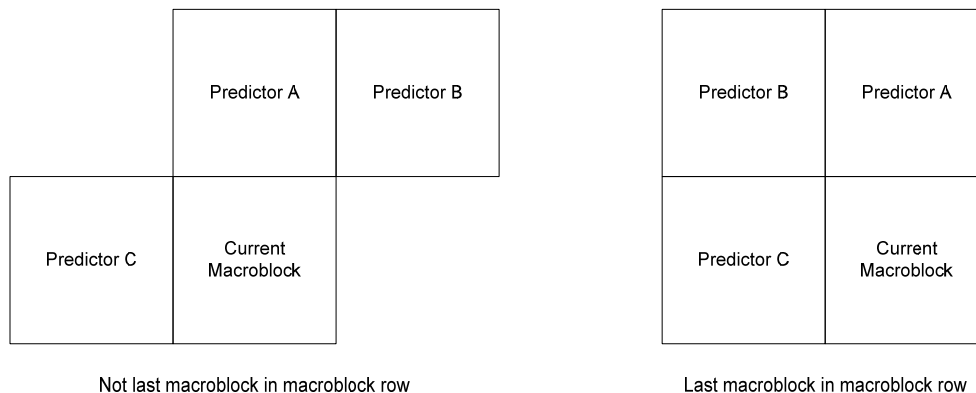 Predictor A
Predictor B
Predictor C
Current
Macroblock
Not last macroblock in macroblock row
Predictor B
Predictor A
Predictor C
Current
Macroblock
Last macroblock in macroblock row